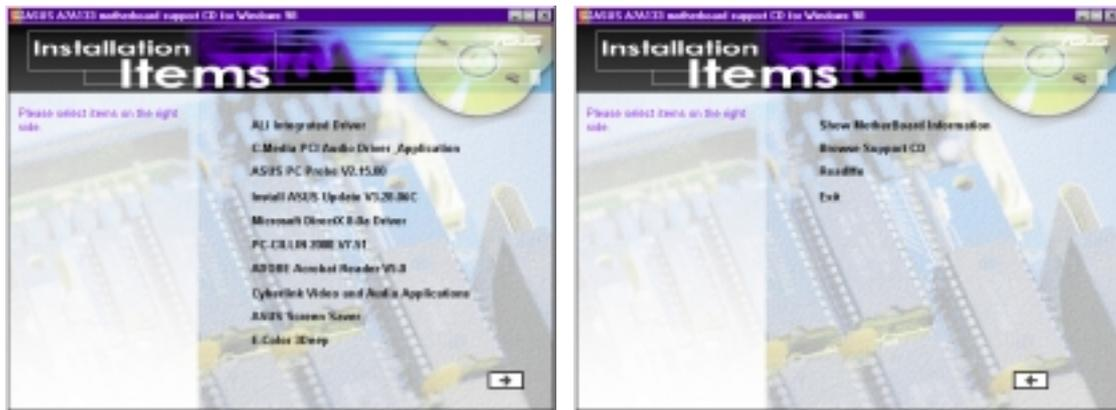 ASUS A7A133 motherboard support CD for Windows 98
ASUS
Installation
Items
Please select items on the right
side.
ALI Integrated Driver
C-Media PCI Audio Driver_Application
ASUS PC Probe V2.15.00
Install ASUS Update
Microsoft DirectX 8.0a Driver
PC-CILLIN 2000 V7.51
ADOBE Acrobat Reader V5.0
Cyberlink Video and Audio Applications
ASUS Screen Saver
E-Color 3Deep
ASUS A7A133 motherboard support CD for Windows 98
ASUS
Installation
Items
Please select items on the right
side.
Show MotherBoard Information
Browse Support CD
ReadMe
Exit